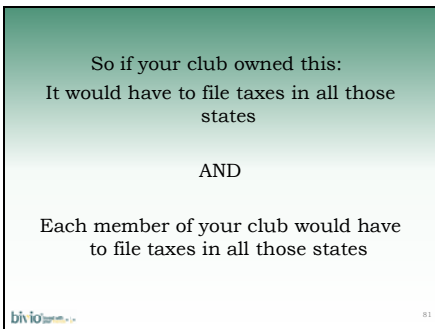 So if your club owned this:
It would have to file taxes in all those
states
AND
Each member of your club would have
to file taxes in all those states
bivio
81